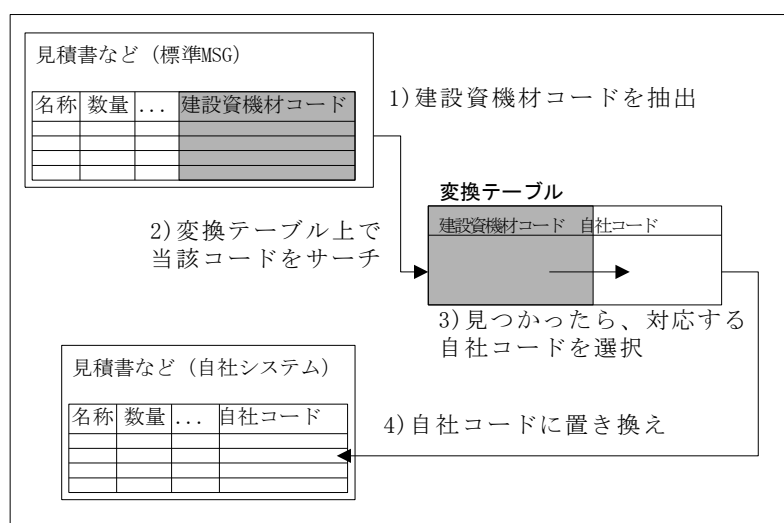 見積書など（標準MSG）
名称 数量 ... 建設資機材コード
1)建設資機材コードを抽出
変換テーブル
建設資機材コード 自社コード
2)変換テーブル上で
当該コードをサーチ
3)見つかったら、対応する
自社コードを選択
見積書など（自社システム）
名称 数量 ... 自社コード
4)自社コードに置き換え